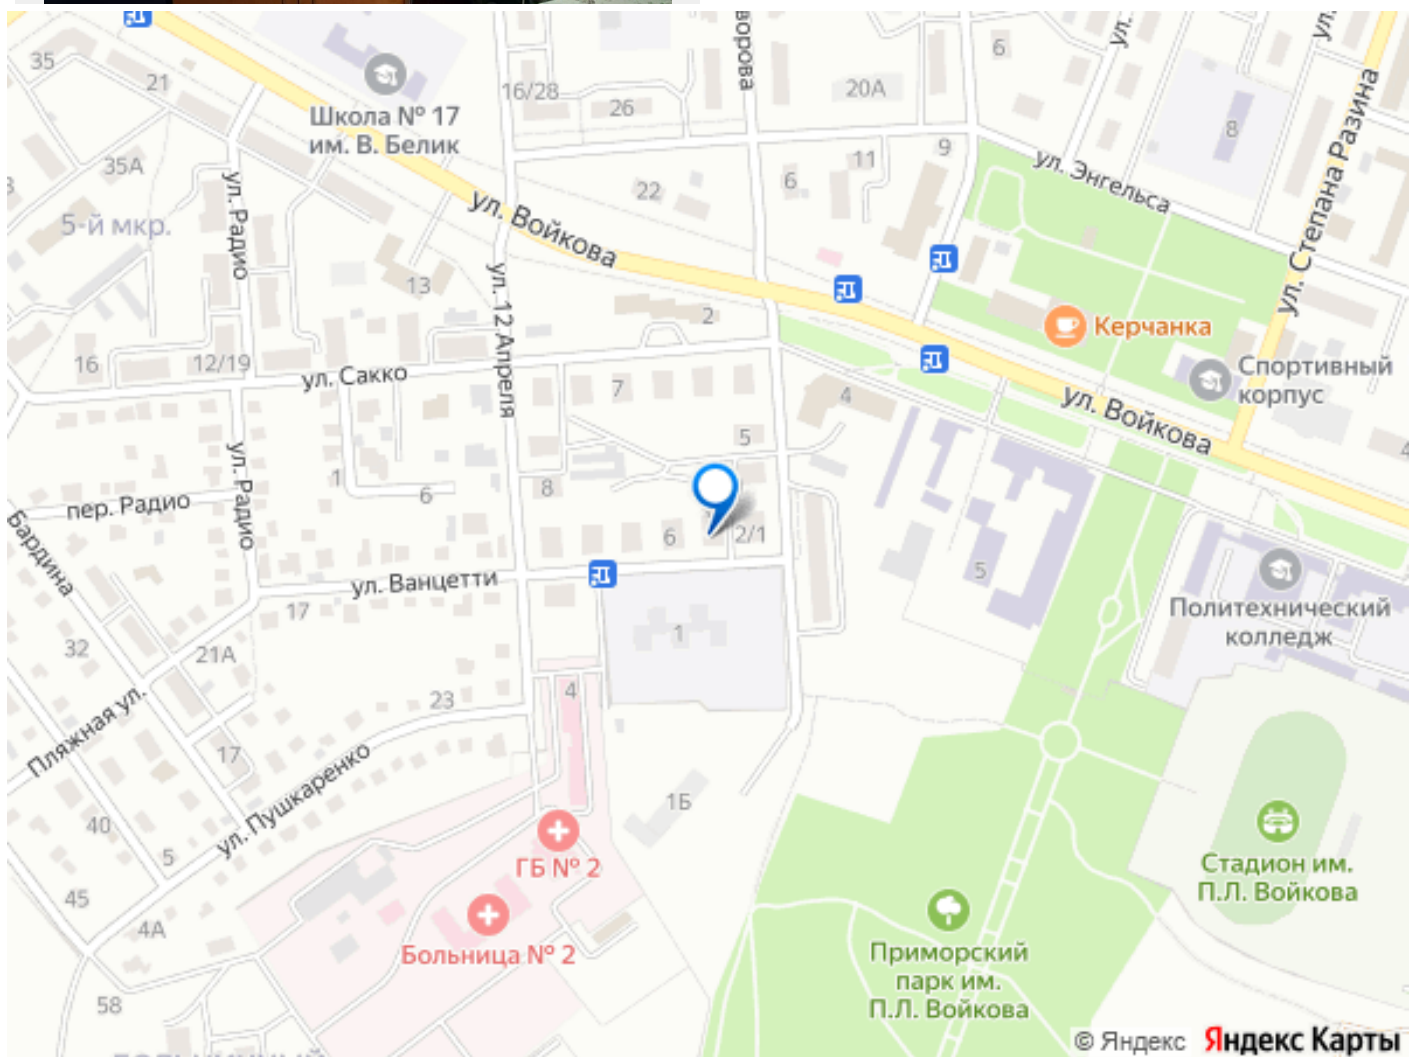 35
21
Школа № 17
им. В. Белик
16/28
26
ворова
20А
6
ул.
ул.
ул. Степана Разина
8
35А
5-й мкр.
ул. Радио
ул. Войкова
22
6
11
9
ул. Энгельса
13
ул. 12 Апреля
2
Керчанка
Спортивный
корпус
16
12/19
ул. Сакко
7
4
ул. Войкова
4
5
ул. Радио
1
6
8
пер. Радио
Бардина
6
2/1
5
ул. Ванцетти
17
1
Политехнический
колледж
32
21А
23
4
Пляжная ул.
17
ул. Пушкаренко
1Б
40
5
ГБ № 2
Стадион им.
П.Л. Войкова
45
4А
Больница № 2
Приморский
парк им.
П.Л. Войкова
58
© Яндекс Яндекс Карты